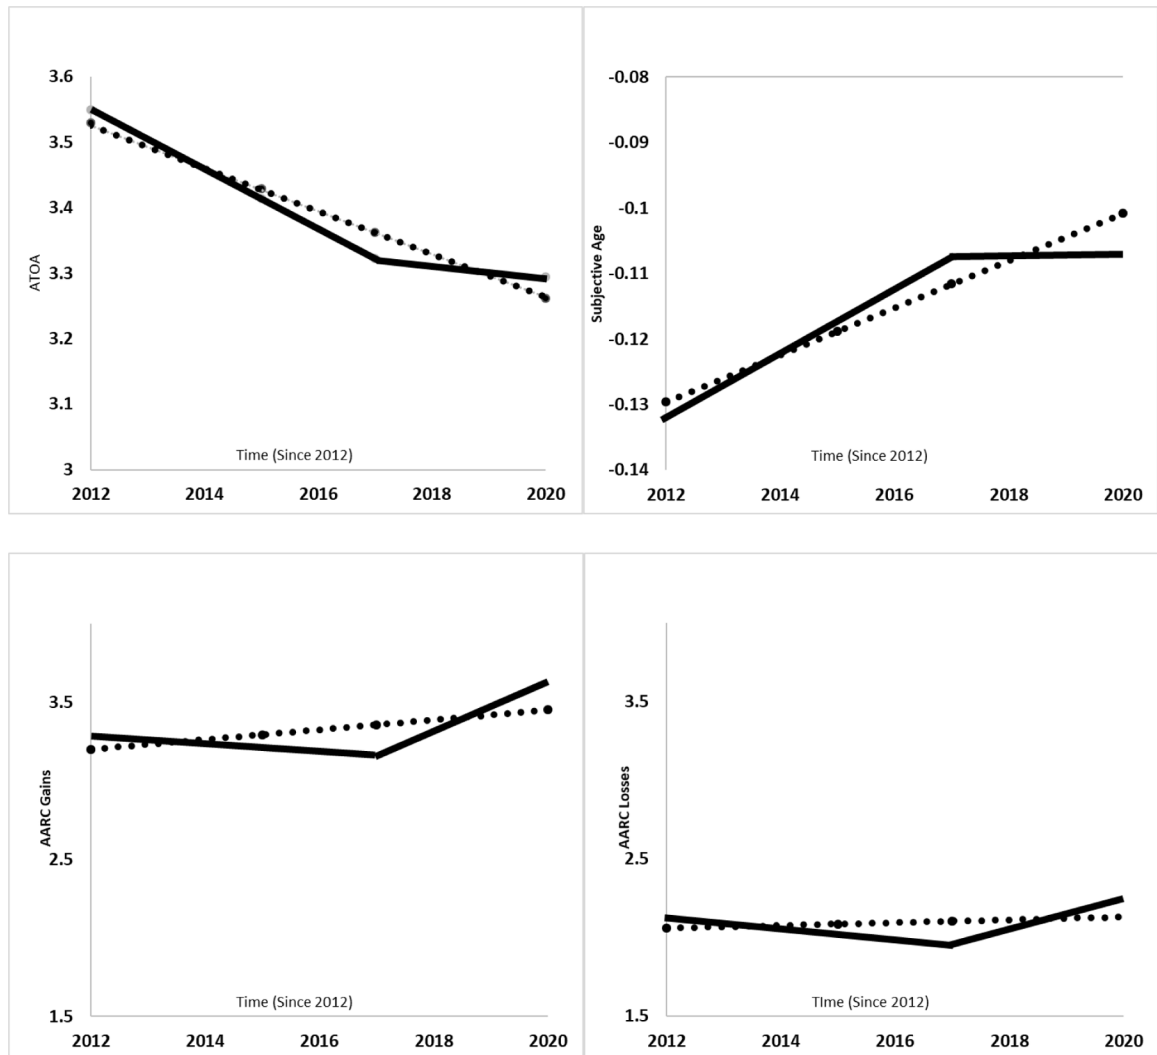 3.6
3.5
3.4
3.3
3.2
3.1
3
ATOA
Time (Since 2012)
2012 2014 2016 2018 2020
-0.08
-0.09
-0.1
-0.11
-0.12
-0.13
-0.14
Subjective Age
Time (Since 2012)
2012 2014 2016 2018 2020
3.5
2.5
1.5
AARC Gains
Time (Since 2012)
2012 2014 2016 2018 2020
3.5
2.5
1.5
AARC Losses
TIme (Since 2012)
2012 2014 2016 2018 2020